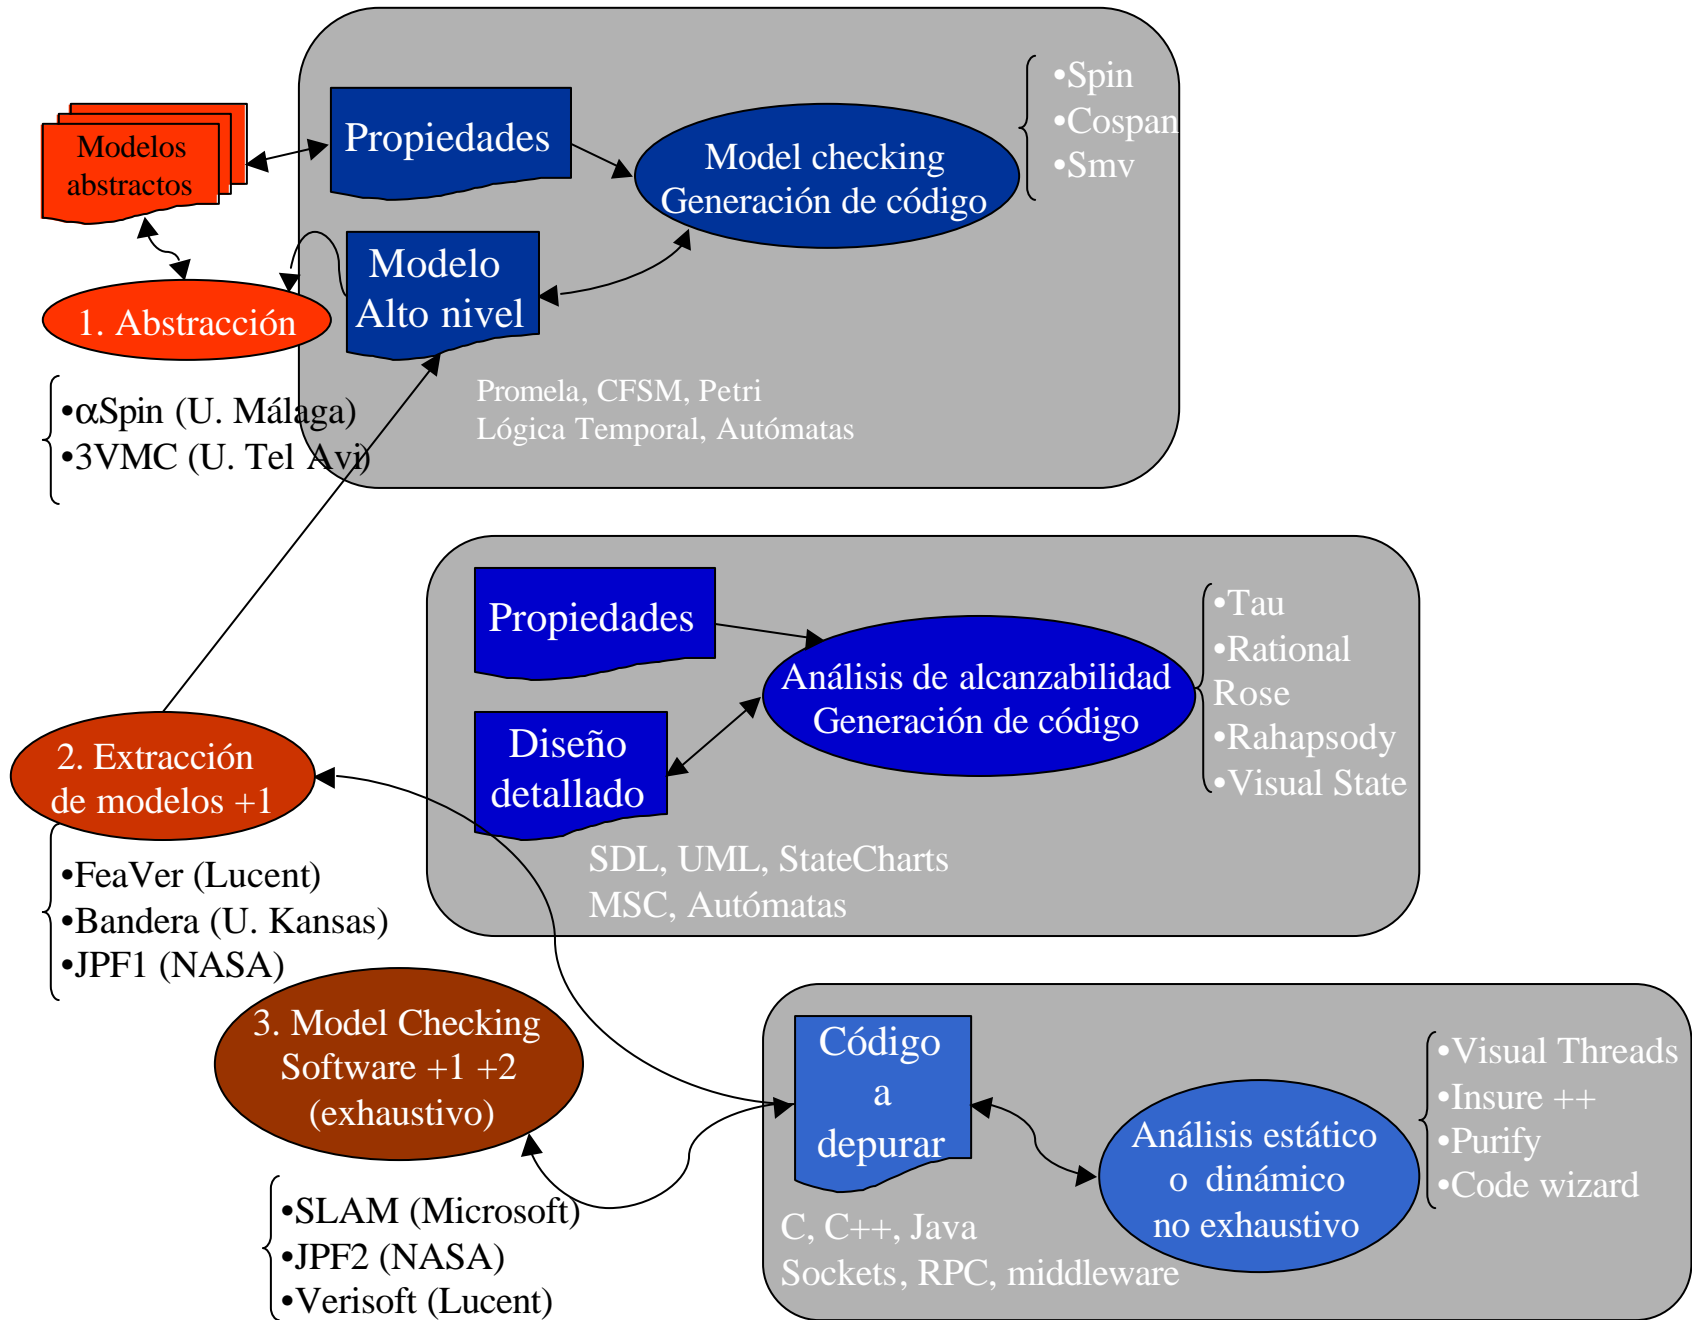 Modelos
abstractos
Propiedades
Model checking
Generación de código
•Spin
•Cospan
•Smv
1. Abstracción
Modelo
Alto nivel
•αSpin (U. Málaga)
•3VMC (U. Tel Avi)
Promela, CFSM, Petri
Lógica Temporal, Autómatas
Propiedades
Análisis de alcanzabilidad
Generación de código
•Tau
•Rational
Rose
•Rahapsody
•Visual State
Diseño
detallado
SDL, UML, StateCharts
MSC, Autómatas
2. Extracción
de modelos +1
•FeaVer (Lucent)
•Bandera (U. Kansas)
•JPF1 (NASA)
3. Model Checking
Software +1 +2
(exhaustivo)
•SLAM (Microsoft)
•JPF2 (NASA)
•Verisoft (Lucent)
Código
a
depurar
Análisis estático
o dinámico
no exhaustivo
•Visual Threads
•Insure ++
•Purify
•Code wizard
C, C++, Java
Sockets, RPC, middleware